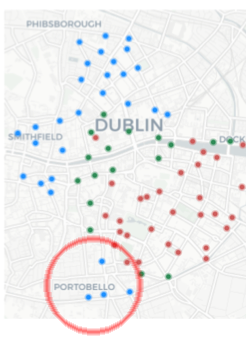 PHIBSBOROUGH
DUBLIN
SMITHFIELD
DOCK
PORTOBELLO